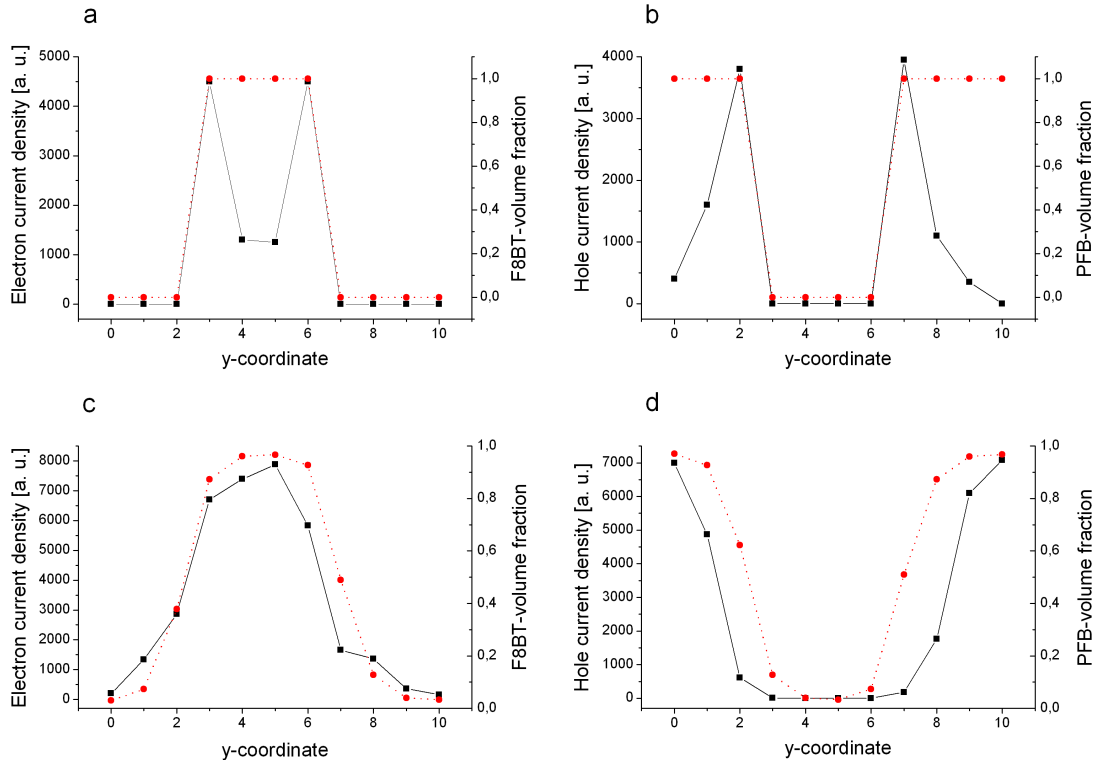 a
Electron current density [a. u.]
5000
4000
3000
2000
1000
0
1,0
0,8
0,6
0,4
0,2
0,0
F8BT-volume fraction
0 2 4 6 8 10
y-coordinate
b
Hole current density [a. u.]
4000
3000
2000
1000
0
1,0
0,8
0,6
0,4
0,2
0,0
PFB-volume fraction
0 2 4 6 8 10
y-coordinate
c
Electron current density [a. u.]
8000
7000
6000
5000
4000
3000
2000
1000
0
1,0
0,8
0,6
0,4
0,2
0,0
F8BT-volume fraction
0 2 4 6 8 10
y-coordinate
d
Hole current density [a. u.]
7000
6000
5000
4000
3000
2000
1000
0
1,0
0,8
0,6
0,4
0,2
0,0
PFB-volume fraction
0 2 4 6 8 10
y-coordinate